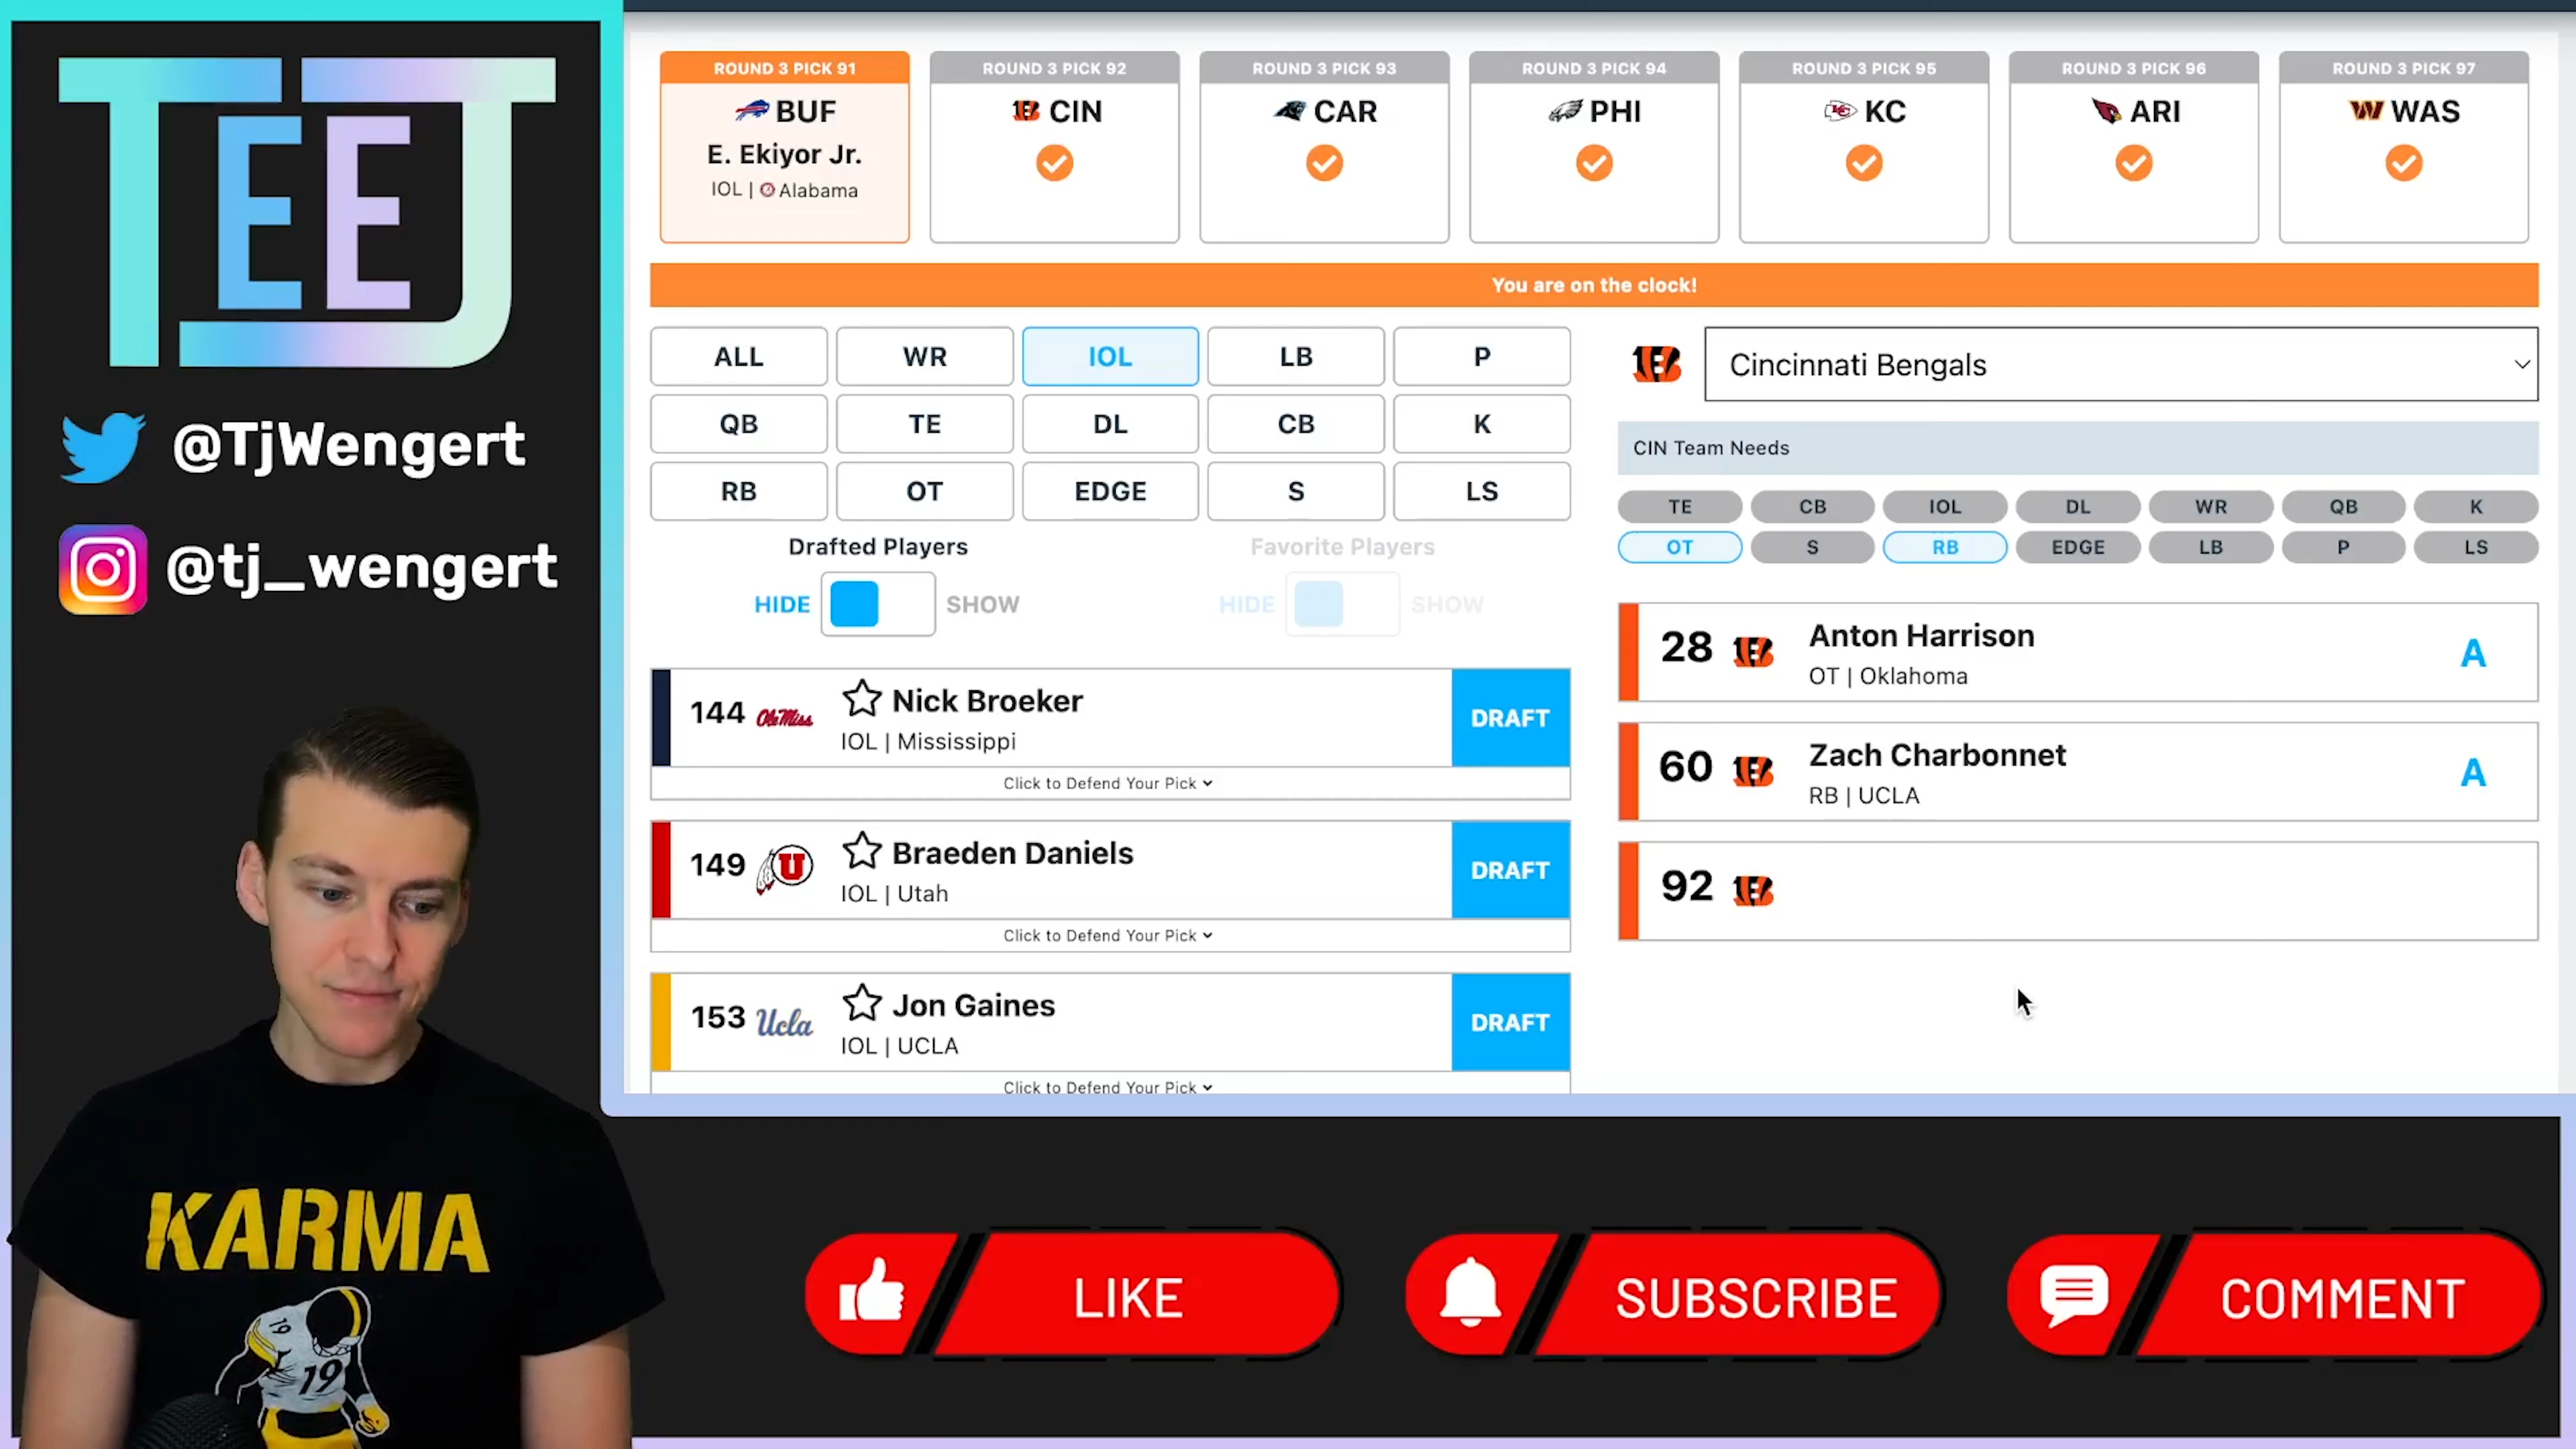 TEEJ
@TjWengert
@tj_wengert
KARMA
19
19
ROUND 3 PICK 91
BUF
E. Ekiyor Jr.
IOL | Alabama
ROUND 3 PICK 92
CIN
ROUND 3 PICK 93
CAR
ROUND 3 PICK 94
PHI
ROUND 3 PICK 95
KC
ROUND 3 PICK 96
ARI
ROUND 3 PICK 97
WAS
You are on the clock!
ALL WR IOL LB P
QB TE DL CB K
RB OT EDGE S LS
Drafted Players
HIDE SHOW
Favorite Players
HIDE SHOW
144 Ole Miss Nick Broeker
IOL | Mississippi
DRAFT
Click to Defend Your Pick
149 U Braeden Daniels
IOL | Utah
DRAFT
Click to Defend Your Pick
153 Ucla Jon Gaines
IOL | UCLA
DRAFT
Click to Defend Your Pick
Cincinnati Bengals
CIN Team Needs
TE CB IOL DL WR QB K
OT S RB EDGE LB P LS
28 Anton Harrison A
OT | Oklahoma
60 Zach Charbonnet A
RB | UCLA
92
LIKE
SUBSCRIBE
COMMENT